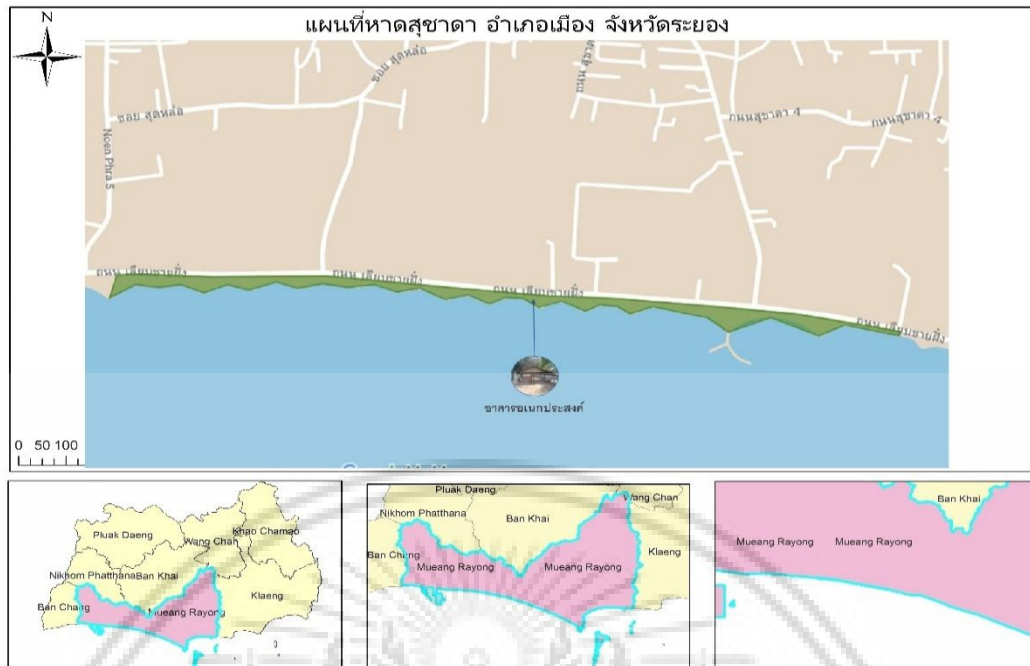 แผนที่หาดสุชาดา อำเภอเมือง จังหวัดระยอง
N
ซอย สุดหล่อ
ซอย สุดหล่อ
ถนน สุชาดา
ถนนสุชาดา 4
ถนนสุชาดา 4
Noen Phra 5
ถนน เลียบชายฝั่ง
ถนน เลียบชายฝั่ง
ถนน เลียบชายฝั่ง
ถนน เลียบชายฝั่ง
อาคารอเนกประสงค์
0 50 100
Pluak Daeng
Wang Chan
Khao Chamao
Nikhom Phatthana
Ban Khai
Klaeng
Ban Chang
Mueang Rayong
Pluak Daeng
Wang Chan
Nikhom Phatthana
Ban Khai
Ban Chang
Klaeng
Mueang Rayong
Mueang Rayong
Ban Khai
Mueang Rayong
Mueang Rayong